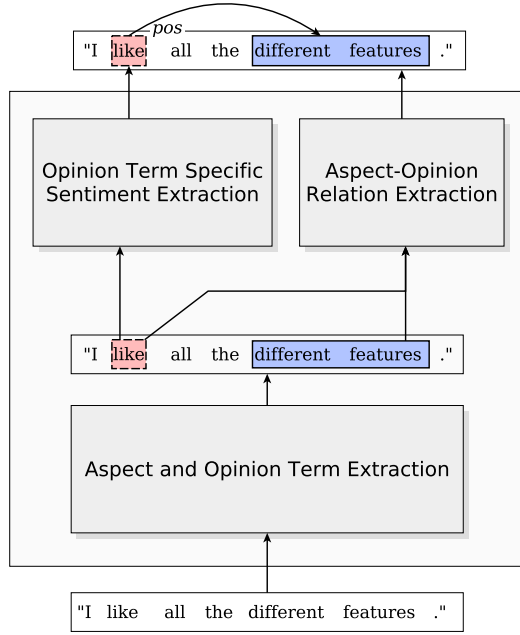 pos
"I like all the different features ."
Opinion Term Specific
Sentiment Extraction
Aspect-Opinion
Relation Extraction
"I like all the different features ."
Aspect and Opinion Term Extraction
"I like all the different features ."